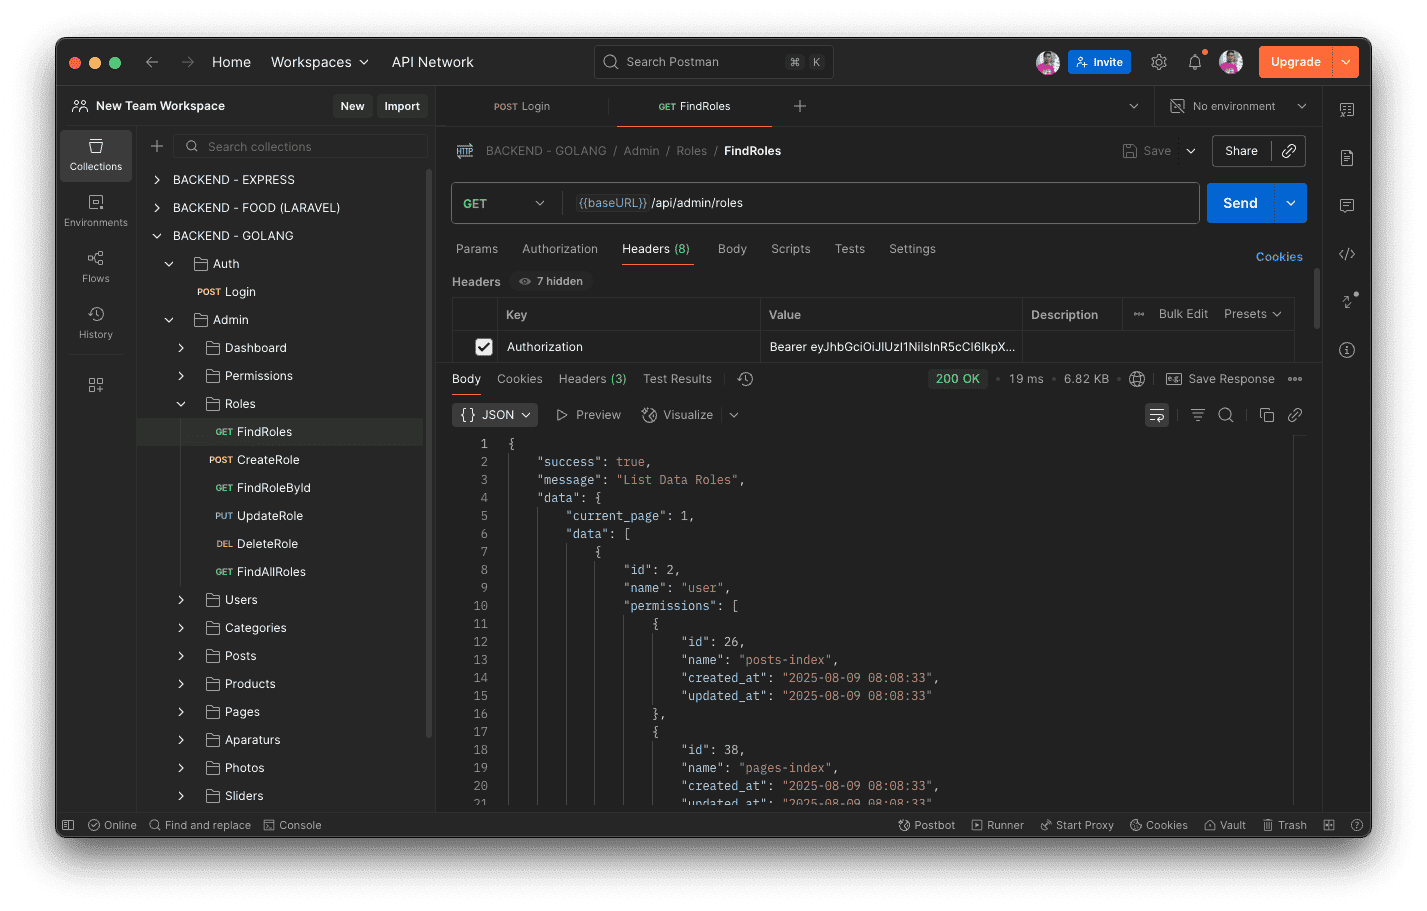 Home Workspaces API Network Search Postman ⌘ K Invite Upgrade
New Team Workspace New Import
POST Login GET FindRoles No environment
Collections
Environments
Flows
History
Search collections
BACKEND - EXPRESS
BACKEND - FOOD (LARAVEL)
BACKEND - GOLANG
Auth
POST Login
Admin
Dashboard
Permissions
Roles
GET FindRoles
POST CreateRole
GET FindRoleById
PUT UpdateRole
DEL DeleteRole
GET FindAllRoles
Users
Categories
Posts
Products
Pages
Aparaturs
Photos
Sliders
HTTP BACKEND - GOLANG / Admin / Roles / FindRoles Save Share
GET {{baseURL}} /api/admin/roles Send
Params Authorization Headers (8) Body Scripts Tests Settings Cookies
Headers 7 hidden
Key Value Description Bulk Edit Presets
Authorization Bearer eyJhbGciOiJIUzI1NiIsInR5cCI6IkpX...
Body Cookies Headers (3) Test Results 200 OK • 19 ms • 6.82 KB • e.g. Save Response
{} JSON Preview Visualize
1 {
2 "success": true,
3 "message": "List Data Roles",
4 "data": {
5 "current_page": 1,
6 "data": [
7 {
8 "id": 2,
9 "name": "user",
10 "permissions": [
11 {
12 "id": 26,
13 "name": "posts-index",
14 "created_at": "2025-08-09 08:08:33",
15 "updated_at": "2025-08-09 08:08:33"
16 },
17 {
18 "id": 38,
19 "name": "pages-index",
20 "created_at": "2025-08-09 08:08:33",
21 "updated_at": "2025-08-09 08:08:33"
Online Find and replace Console Postbot Runner Start Proxy Cookies Vault Trash